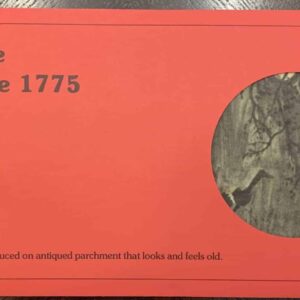 e
e 1775
uced on antiqued parchment that looks and feels old.